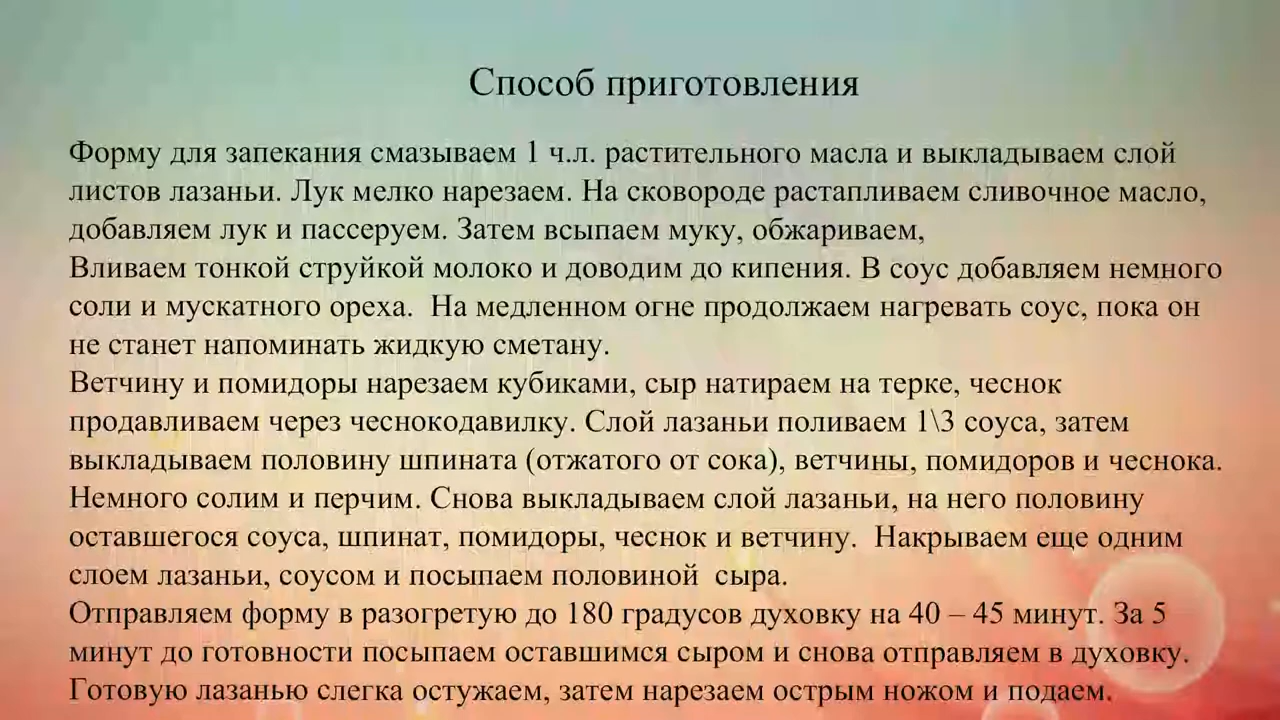 Способ приготовления
Форму для запекания смазываем 1 ч.л. растительного масла и выкладываем слой
листов лазаньи. Лук мелко нарезаем. На сковороде растапливаем сливочное масло,
добавляем лук и пассеруем. Затем всыпаем муку, обжариваем,
Вливаем тонкой струйкой молоко и доводим до кипения. В соус добавляем немного
соли и мускатного ореха.  На медленном огне продолжаем нагревать соус, пока он
не станет напоминать жидкую сметану.
Ветчину и помидоры нарезаем кубиками, сыр натираем на терке, чеснок
продавливаем через чеснокодавилку. Слой лазаньи поливаем 1\3 соуса, затем
выкладываем половину шпината (отжатого от сока), ветчины, помидоров и чеснока.
Немного солим и перчим. Снова выкладываем слой лазаньи, на него половину
оставшегося соуса, шпинат, помидоры, чеснок и ветчину.  Накрываем еще одним
слоем лазаньи, соусом и посыпаем половиной  сыра.
Отправляем форму в разогретую до 180 градусов духовку на 40 – 45 минут. За 5
минут до готовности посыпаем оставшимся сыром и снова отправляем в духовку.
Готовую лазанью слегка остужаем, затем нарезаем острым ножом и подаем.